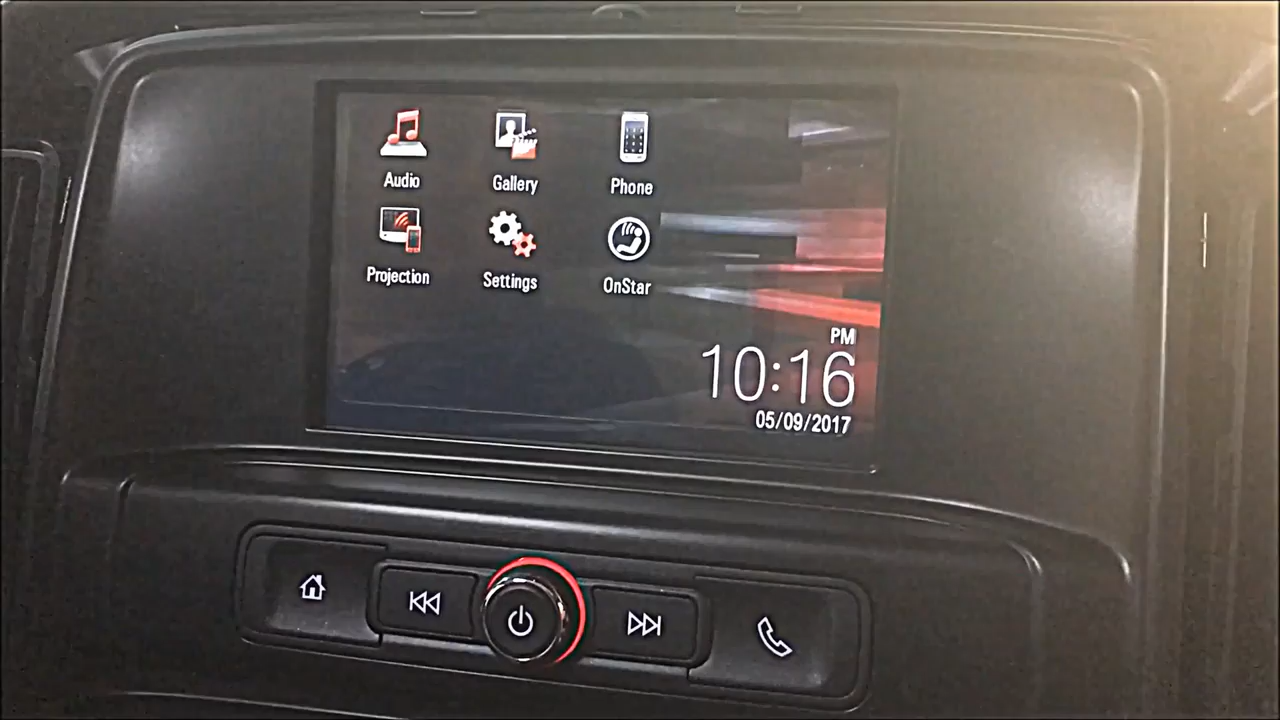 Audio
Gallery
Phone
Projection
Settings
OnStar
PM
10:16
05/09/2017